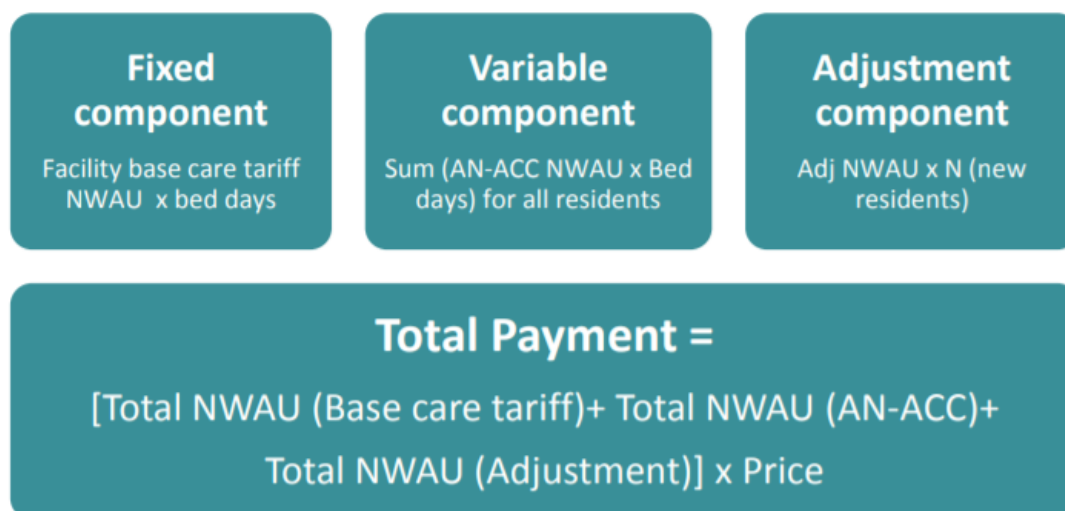 Fixed
component
Facility base care tariff
NWAU x bed days
Variable
component
Sum (AN-ACC NWAU x Bed
days) for all residents
Adjustment
component
Adj NWAU x N (new
residents)
Total Payment =
[Total NWAU (Base care tariff)+ Total NWAU (AN-ACC)+
Total NWAU (Adjustment)] x Price